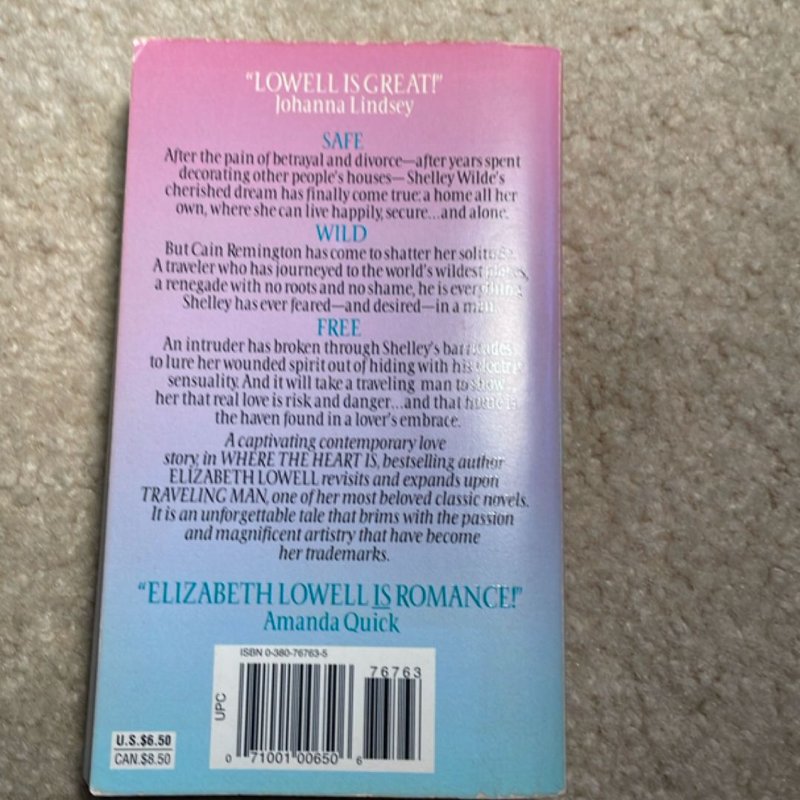 "LOWELL IS GREAT!"
Johanna Lindsey
SAFE
After the pain of betrayal and divorce—after years spent
decorating other people's houses—Shelley Wilde's
cherished dream has finally come true: a home all her
own, where she can live happily, secure...and alone.
WILD
But Cain Remington has come to shatter her solitude.
A traveler who has journeyed to the world's wildest places,
a renegade with no roots and no shame, he is everything
Shelley has ever feared—and desired—in a man.
FREE
An intruder has broken through Shelley's barricades
to lure her wounded spirit out of hiding with his electric
sensuality. And it will take a traveling man to show
her that real love is risk and danger...and that home is
the haven found in a lover's embrace.
A captivating contemporary love
story, in WHERE THE HEART IS, bestselling author
ELIZABETH LOWELL revisits and expands upon
TRAVELING MAN, one of her most beloved classic novels.
It is an unforgettable tale that brims with the passion
and magnificent artistry that have become
her trademarks.
"ELIZABETH LOWELL IS ROMANCE!"
Amanda Quick
ISBN 0-380-76763-5
76763
UPC
0 71001 00650 6
U.S.$6.50
CAN.$8.50